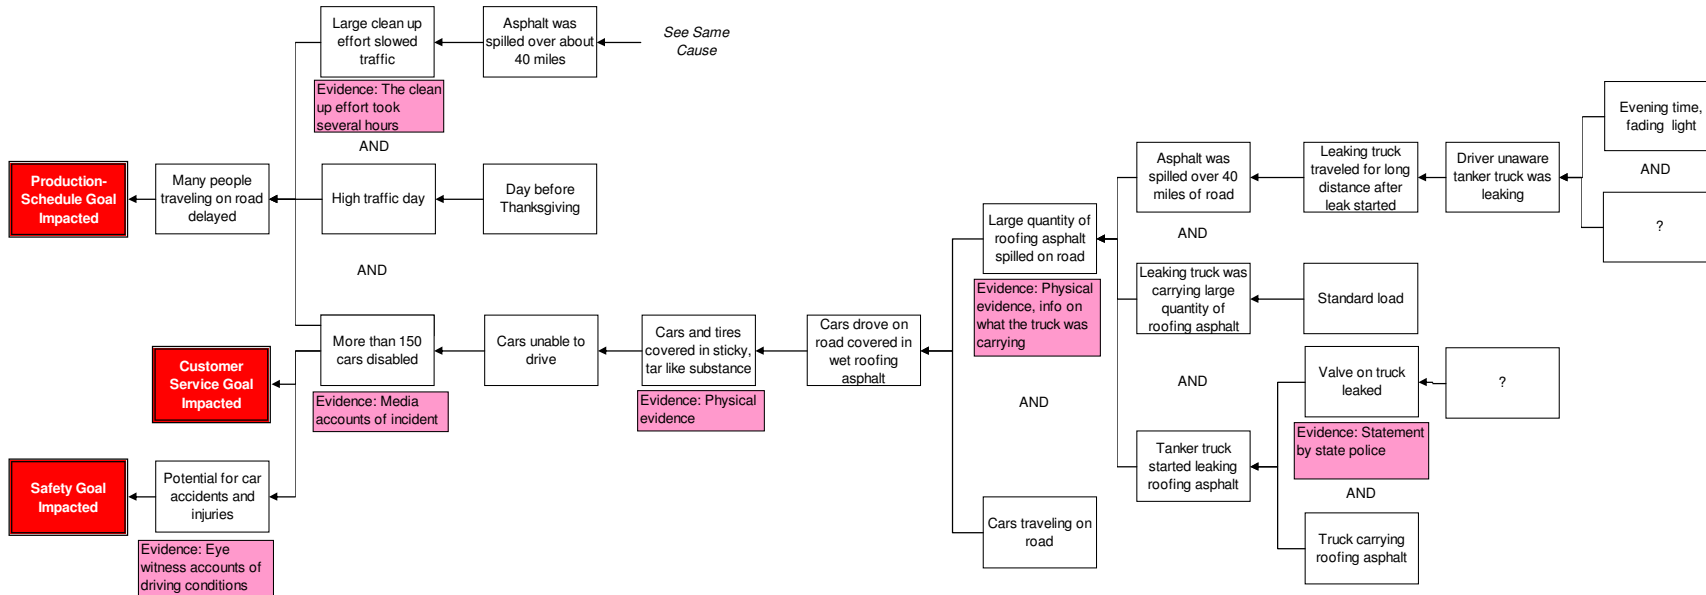 Large clean up
effort slowed
traffic
Evidence: The clean
up effort took
several hours
Asphalt was
spilled over about
40 miles
See Same
Cause
AND
Production-
Schedule Goal
Impacted
Many people
traveling on road
delayed
High traffic day
Day before
Thanksgiving
AND
Customer
Service Goal
Impacted
More than 150
cars disabled
Evidence: Media
accounts of incident
Cars unable to
drive
Cars and tires
covered in sticky,
tar like substance
Evidence: Physical
evidence
Cars drove on
road covered in
wet roofing
asphalt
Safety Goal
Impacted
Potential for car
accidents and
injuries
Evidence: Eye
witness accounts of
driving conditions
Large quantity of
roofing asphalt
spilled on road
Evidence: Physical
evidence, info on
what the truck was
carrying
AND
Cars traveling on
road
Asphalt was
spilled over 40
miles of road
Leaking truck
traveled for long
distance after
leak started
Driver unaware
tanker truck was
leaking
Evening time,
fading light
AND
?
AND
Leaking truck was
carrying large
quantity of
roofing asphalt
Standard load
AND
Tanker truck
started leaking
roofing asphalt
Valve on truck
leaked
?
Evidence: Statement
by state police
AND
Truck carrying
roofing asphalt